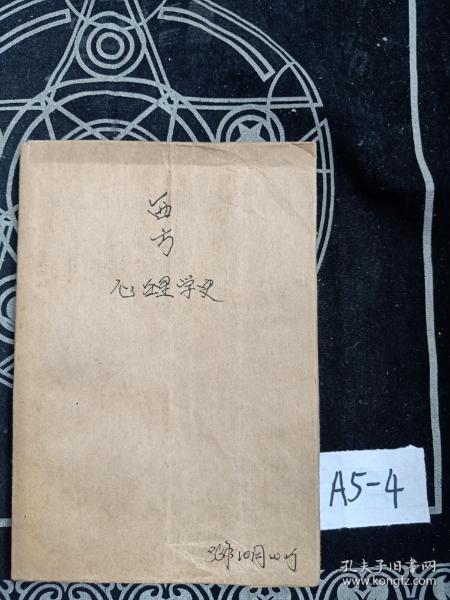 西
方
心理学史
A5-4
孔夫子旧书网
www.kongfz.com